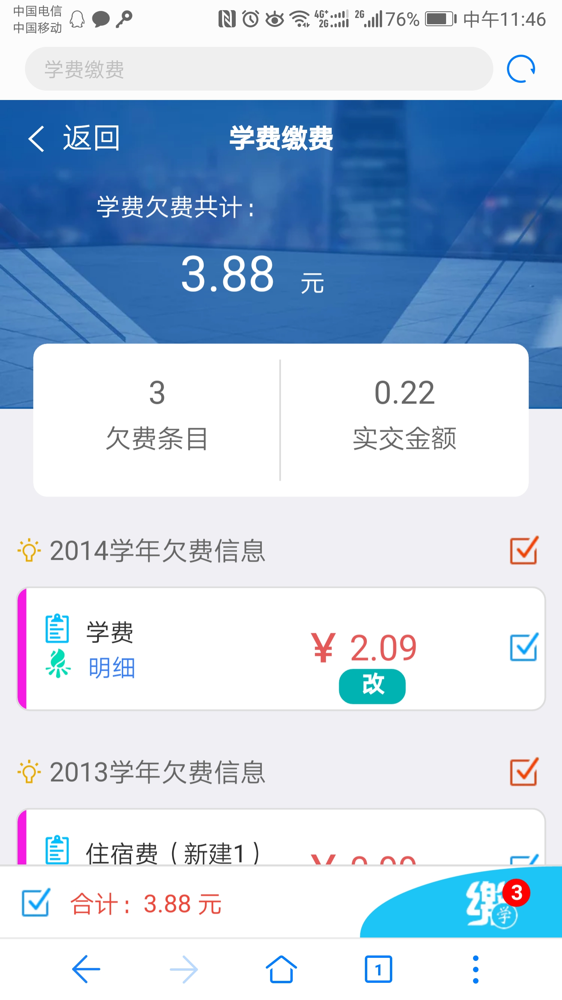 中国电信
中国移动
4G+
2G
2G
76%
中午11:46
学费缴费
返回
学费缴费
学费欠费共计：
3.88 元
3
0.22
欠费条目
实交金额
2014学年欠费信息
学费
¥ 2.09
明细
改
2013学年欠费信息
住宿费（新建1）
合计：3.88 元
缴
学
3
1